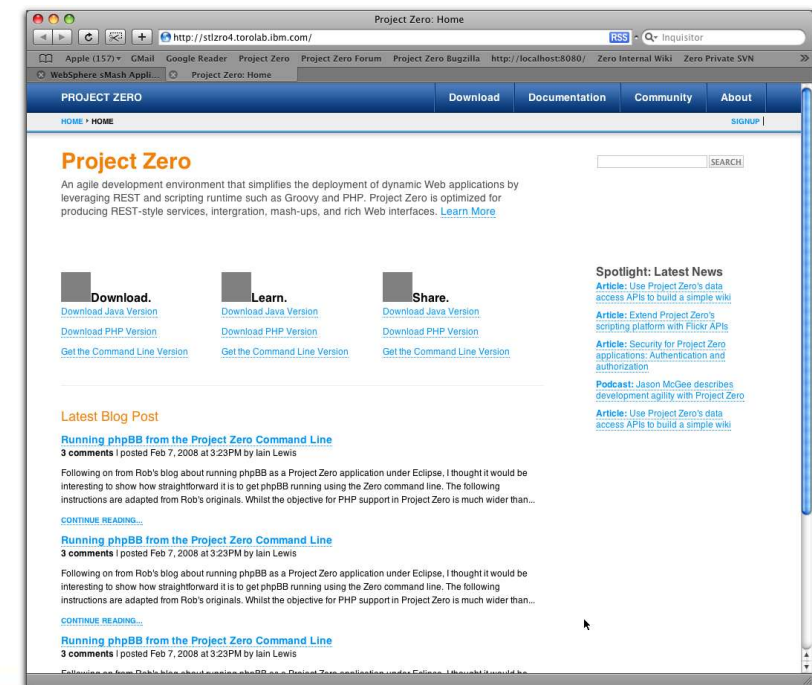 Project Zero: Home
http://stlzro4.torolab.ibm.com/
RSS
Inquisitor
Apple (157) GMail Google Reader Project Zero Project Zero Forum Project Zero Bugzilla http://localhost:8080/ Zero Internal Wiki Zero Private SVN
WebSphere sMash Appli... Project Zero: Home
PROJECT ZERO
Download Documentation Community About
HOME HOME
SIGNUP |
Project Zero
SEARCH
An agile development environment that simplifies the deployment of dynamic Web applications by
leveraging REST and scripting runtime such as Groovy and PHP. Project Zero is optimized for
producing REST-style services, intergration, mash-ups, and rich Web interfaces. Learn More
Download.
Download Java Version
Download PHP Version
Get the Command Line Version
Learn.
Download Java Version
Download PHP Version
Get the Command Line Version
Share.
Download Java Version
Download PHP Version
Get the Command Line Version
Spotlight: Latest News
Article: Use Project Zero's data
access APIs to build a simple wiki
Article: Extend Project Zero's
scripting platform with Flickr APIs
Article: Security for Project Zero
applications: Authentication and
authorization
Podcast: Jason McGee describes
development agility with Project Zero
Article: Use Project Zero's data
access APIs to build a simple wiki
Latest Blog Post
Running phpBB from the Project Zero Command Line
3 comments | posted Feb 7, 2008 at 3:23PM by Iain Lewis
Following on from Rob's blog about running phpBB as a Project Zero application under Eclipse, I thought it would be
interesting to show how straightforward it is to get phpBB running using the Zero command line. The following
instructions are adapted from Rob's originals. Whilst the objective for PHP support in Project Zero is much wider than...
CONTINUE READING...
Running phpBB from the Project Zero Command Line
3 comments | posted Feb 7, 2008 at 3:23PM by Iain Lewis
Following on from Rob's blog about running phpBB as a Project Zero application under Eclipse, I thought it would be
interesting to show how straightforward it is to get phpBB running using the Zero command line. The following
instructions are adapted from Rob's originals. Whilst the objective for PHP support in Project Zero is much wider than...
CONTINUE READING...
Running phpBB from the Project Zero Command Line
3 comments | posted Feb 7, 2008 at 3:23PM by Iain Lewis